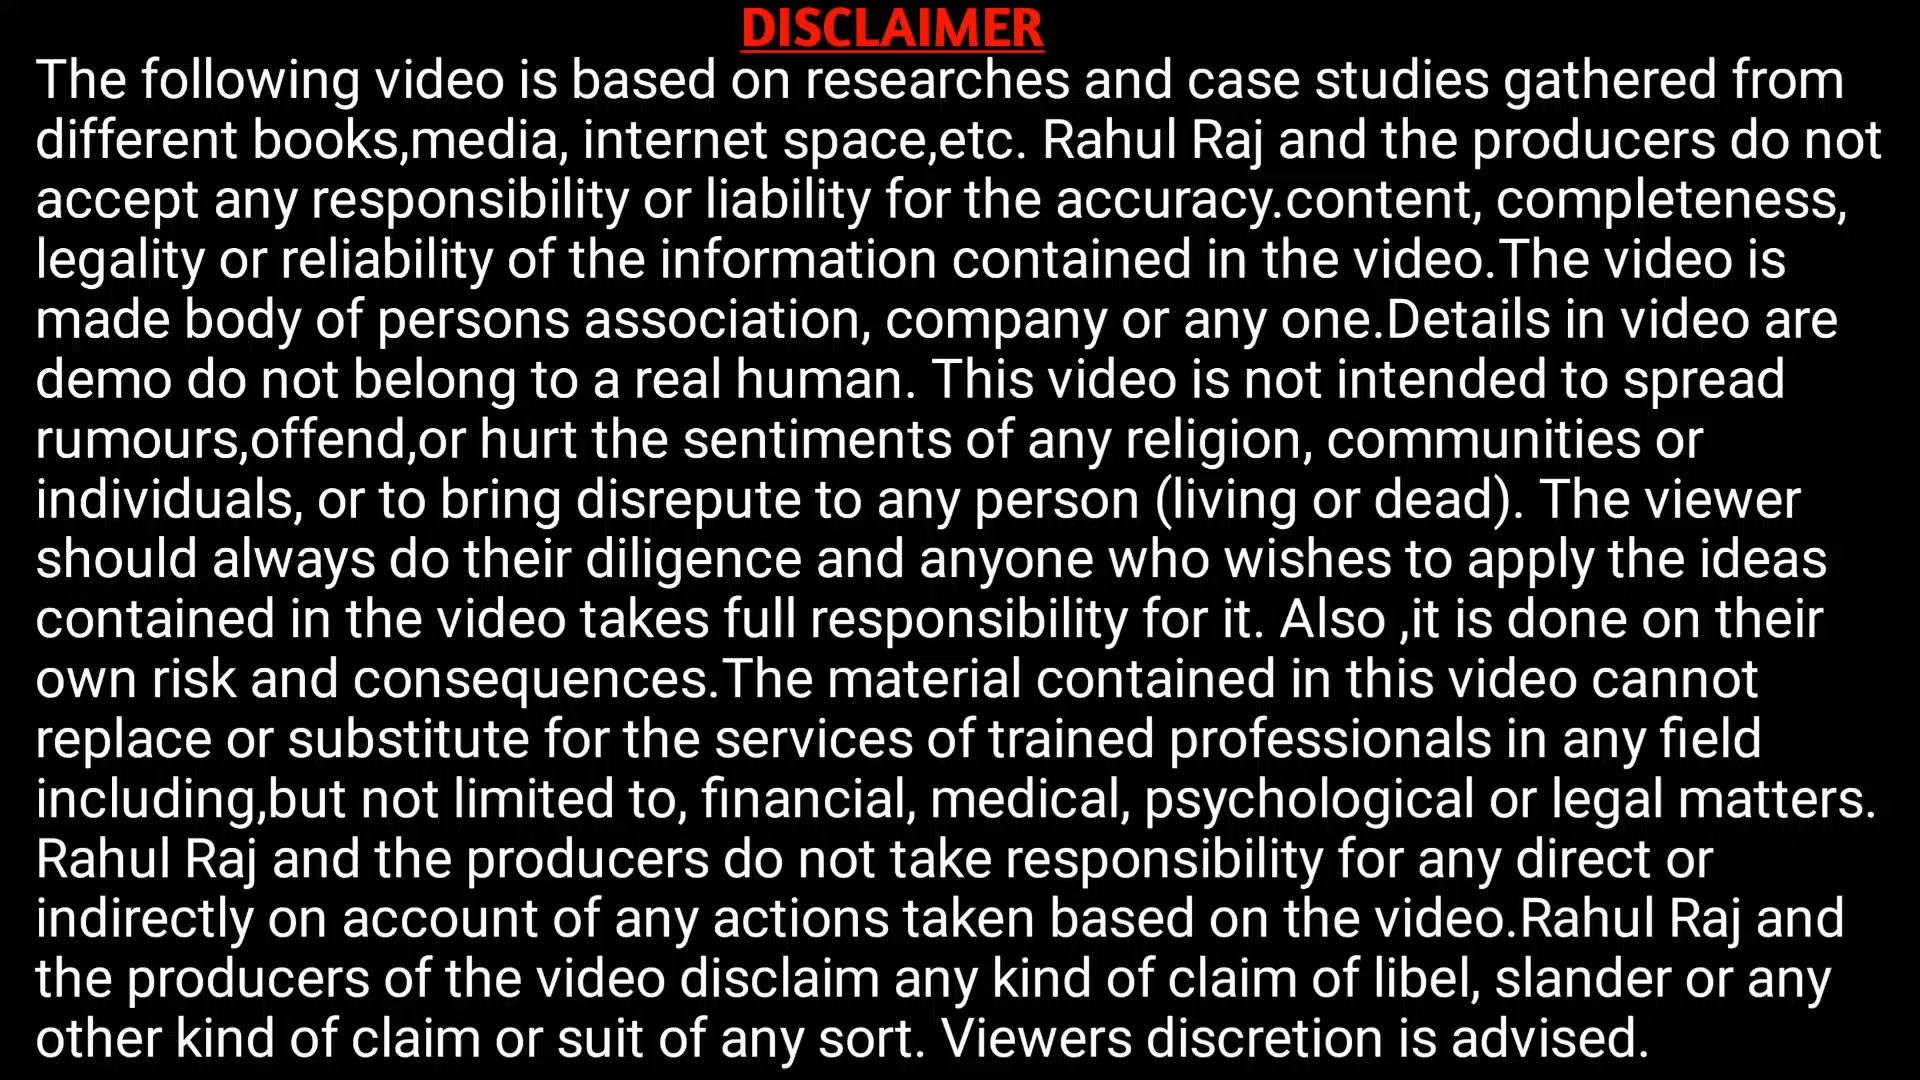 DISCLAIMER
The following video is based on researches and case studies gathered from
different books,media, internet space,etc. Rahul Raj and the producers do not
accept any responsibility or liability for the accuracy.content, completeness,
legality or reliability of the information contained in the video.The video is
made body of persons association, company or any one.Details in video are
demo do not belong to a real human. This video is not intended to spread
rumours,offend,or hurt the sentiments of any religion, communities or
individuals, or to bring disrepute to any person (living or dead). The viewer
should always do their diligence and anyone who wishes to apply the ideas
contained in the video takes full responsibility for it. Also ,it is done on their
own risk and consequences.The material contained in this video cannot
replace or substitute for the services of trained professionals in any field
including,but not limited to, financial, medical, psychological or legal matters.
Rahul Raj and the producers do not take responsibility for any direct or
indirectly on account of any actions taken based on the video.Rahul Raj and
the producers of the video disclaim any kind of claim of libel, slander or any
other kind of claim or suit of any sort. Viewers discretion is advised.